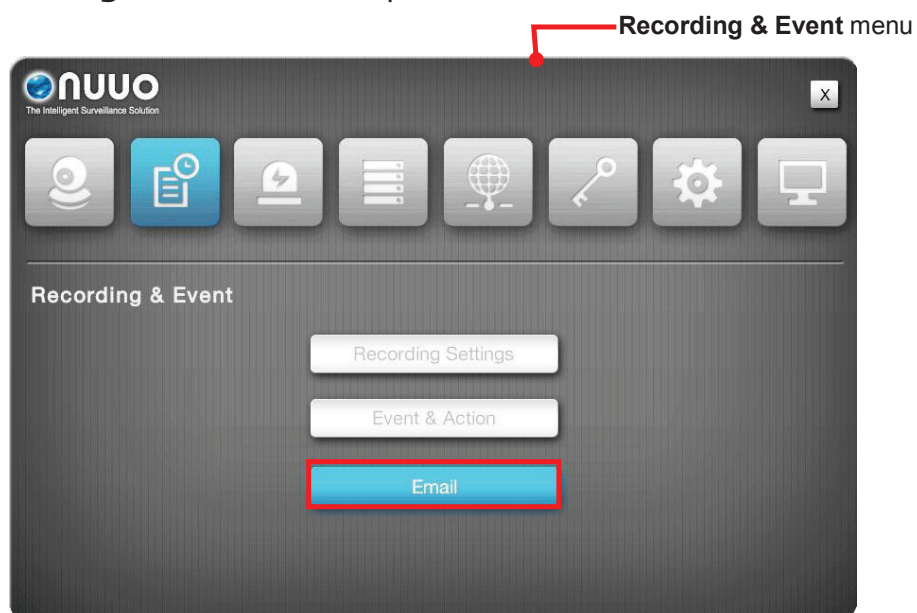 Recording & Event menu
nuuo
The Intelligent Surveillance Solution
X
Recording & Event
Recording Settings
Event & Action
Email